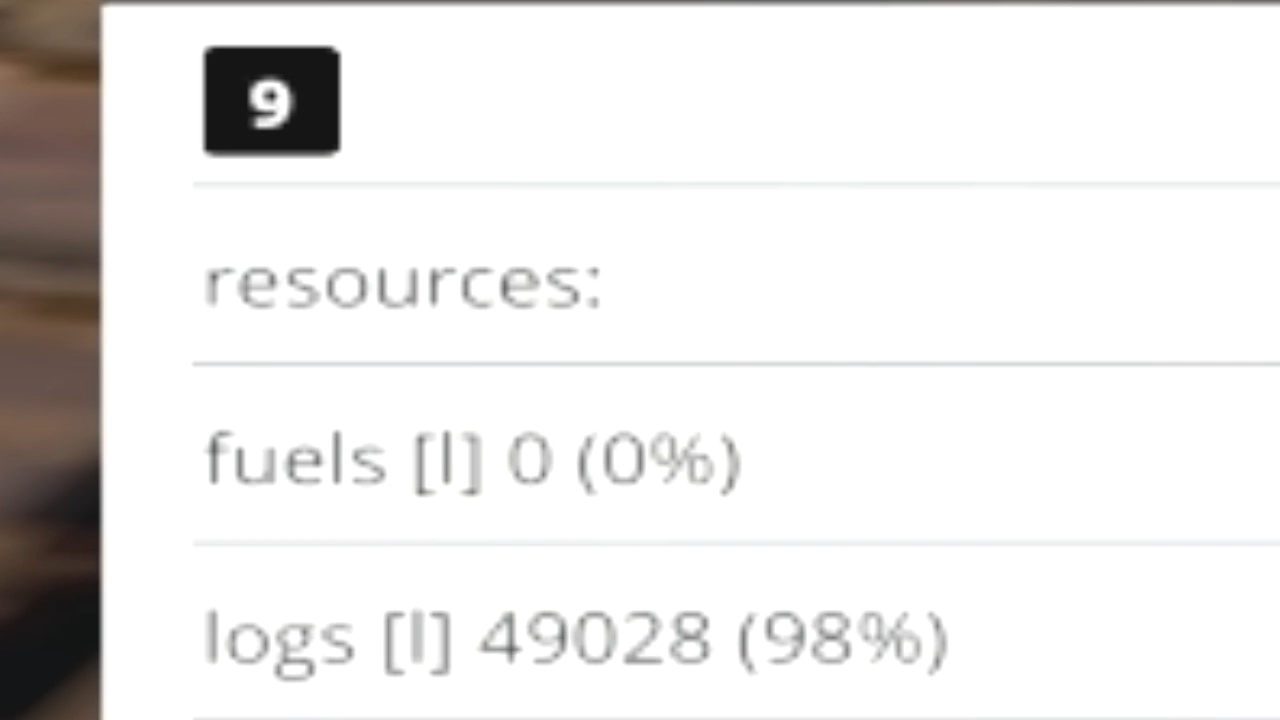 9
resources:
fuels [l] 0 (0%)
logs [l] 49028 (98%)